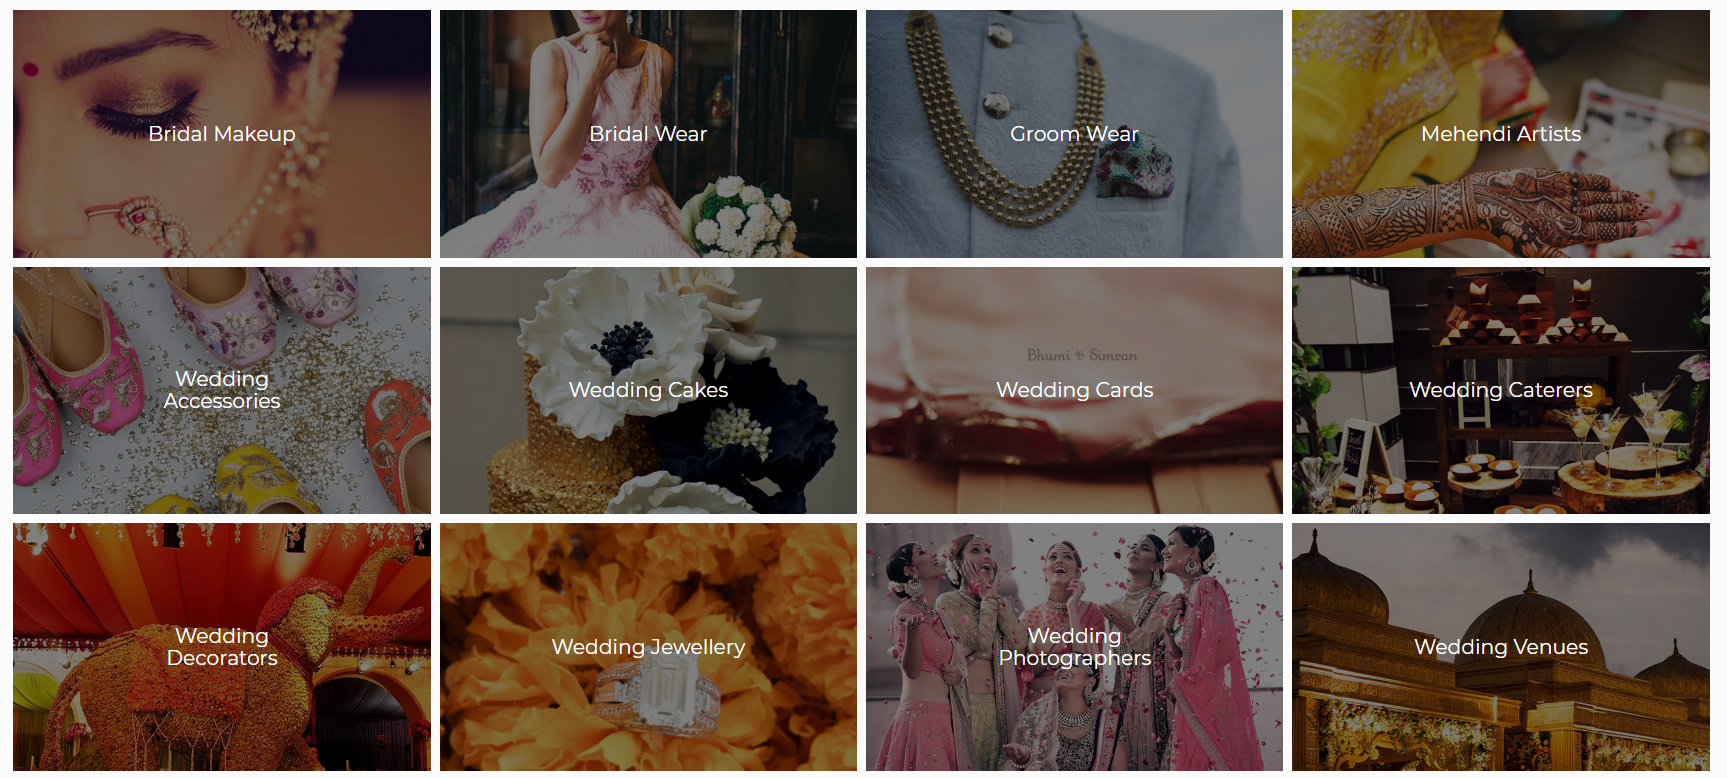 Bridal Makeup
Bridal Wear
Groom Wear
Mehendi Artists
Wedding
Accessories
Wedding Cakes
Bhumi & Simran
Wedding Cards
Wedding Caterers
Wedding
Decorators
Wedding Jewellery
Wedding
Photographers
Wedding Venues